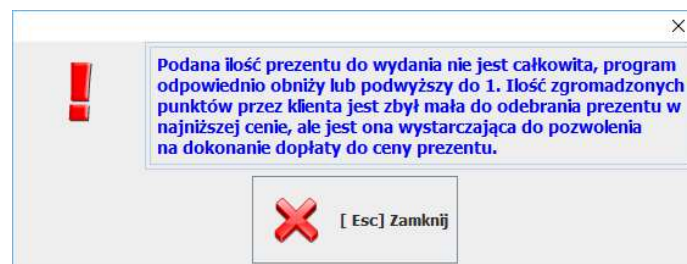 Podana ilość prezentu do wydania nie jest całkowita, program
odpowiednio obniży lub podwyższy do 1. Ilość zgromadzonych
punktów przez klienta jest zbył mała do odebrania prezentu w
najniższej cenie, ale jest ona wystarczająca do pozwolenia
na dokonanie dopłaty do ceny prezentu.
[ Esc] Zamknij